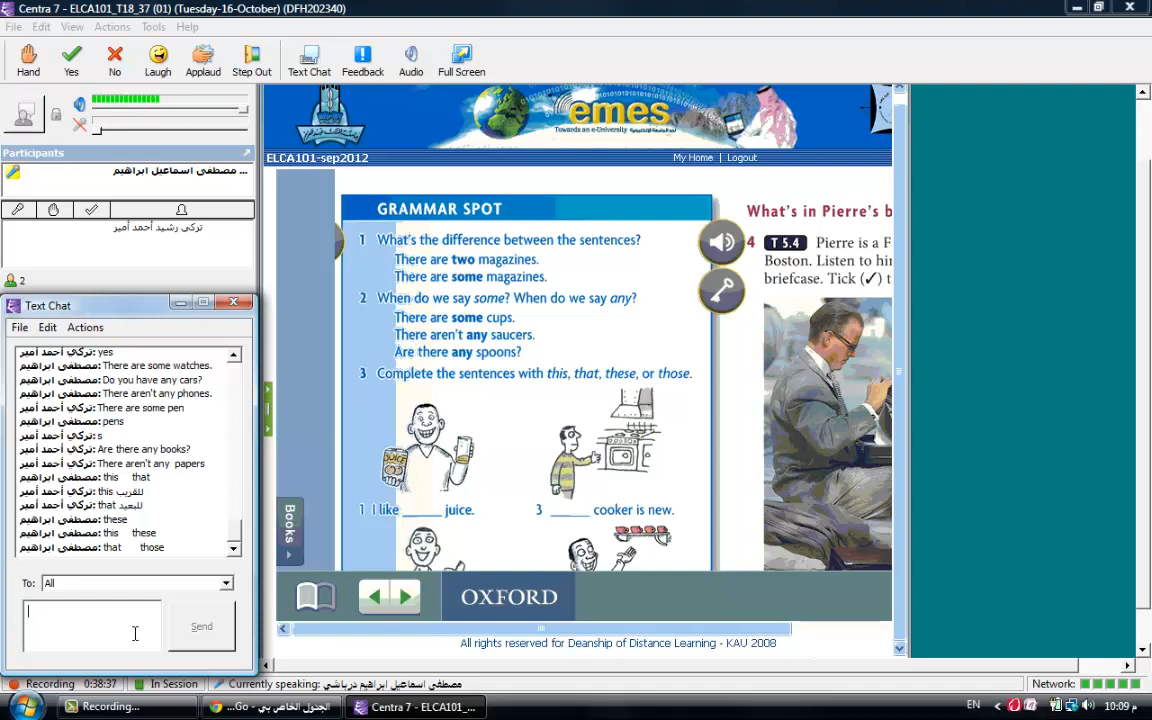 Centra 7 - ELCA101_T18_37 (01) (Tuesday-16-October) (DFH202340)
File Edit View Actions Tools Help
Hand Yes No Laugh Applaud Step Out Text Chat Feedback Audio Full Screen
Participants
مصطفى اسماعيل ابراهيم ...
تركي رشيد أحمد أمير
2
Text Chat
File Edit Actions
تركي أحمد أمير: yes
مصطفى ابراهيم: There are some watches.
مصطفى ابراهيم: Do you have any cars?
مصطفى ابراهيم: There aren't any phones.
تركي أحمد أمير: There are some pen
مصطفى ابراهيم: pens
تركي أحمد أمير: s
تركي أحمد أمير: Are there any books?
تركي أحمد أمير: There aren't any papers
مصطفى ابراهيم: this that
تركي أحمد أمير: this للقريب
تركي أحمد أمير: that للبعيد
مصطفى ابراهيم: these
مصطفى ابراهيم: this these
مصطفى ابراهيم: that those
To: All
Send
emes
Towards an e-University
ELCA101-sep2012
My Home | Logout
GRAMMAR SPOT
1 What's the difference between the sentences?
There are two magazines.
There are some magazines.
2 When do we say some? When do we say any?
There are some cups.
There aren't any saucers.
Are there any spoons?
3 Complete the sentences with this, that, these, or those.
JUICE
1 I like ______ juice.
3 ______ cooker is new.
What's in Pierre's b
4 T 5.4 Pierre is a F
Boston. Listen to hi
briefcase. Tick (✓) t
Books
OXFORD
All rights reserved for Deanship of Distance Learning - KAU 2008
Recording 0:38:37 In Session Currently speaking: مصطفى اسماعيل ابراهيم درباشي Network:
Recording... الجدول الخاص بي - Go... Centra 7 - ELCA101_... EN 10:09 م